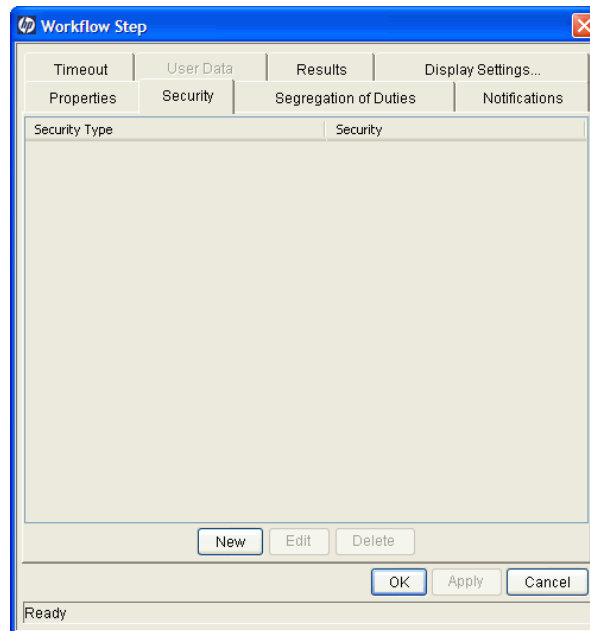 hp Workflow Step
Timeout User Data Results Display Settings...
Properties Security Segregation of Duties Notifications
Security Type Security
New Edit Delete
OK Apply Cancel
Ready